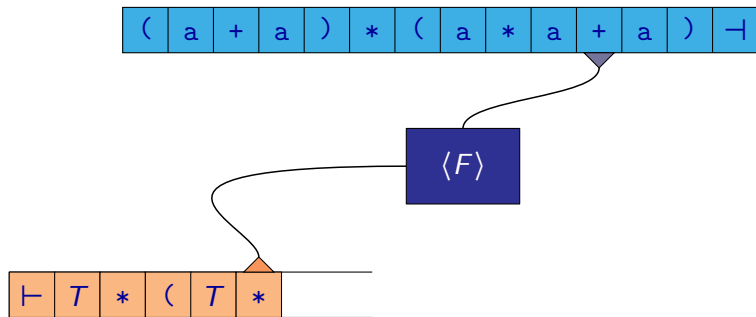 ( a + a ) * ( a * a + a ) ⊣
⟨F⟩
⊢ T * ( T *